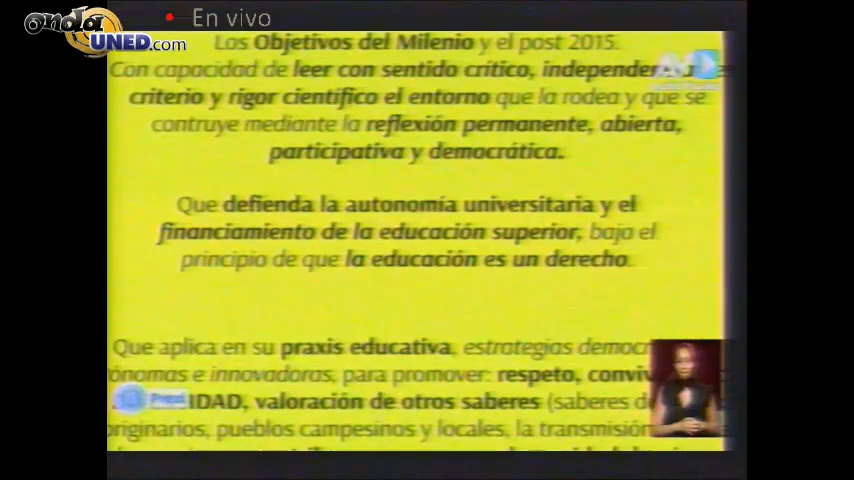 onda
UNED.com
En vivo
Los Objetivos del Milenio y el post 2015.
Con capacidad de leer con sentido crítico,
criterio y rigor científico el entorno que la rodea y que se
contruye mediante la reflexión permanente, abierta,
participativa y democrática.
Que defienda la autonomía universitaria y el
financiamiento de la educación superior, bajo el
principio de que la educación es un derecho.
Que aplica en su praxis educativa, estrategias
e innovadoras, para promover: respeto,
IDAD, valoración de otros saberes (saberes
originarios, pueblos campesinos y locales, la transmisión